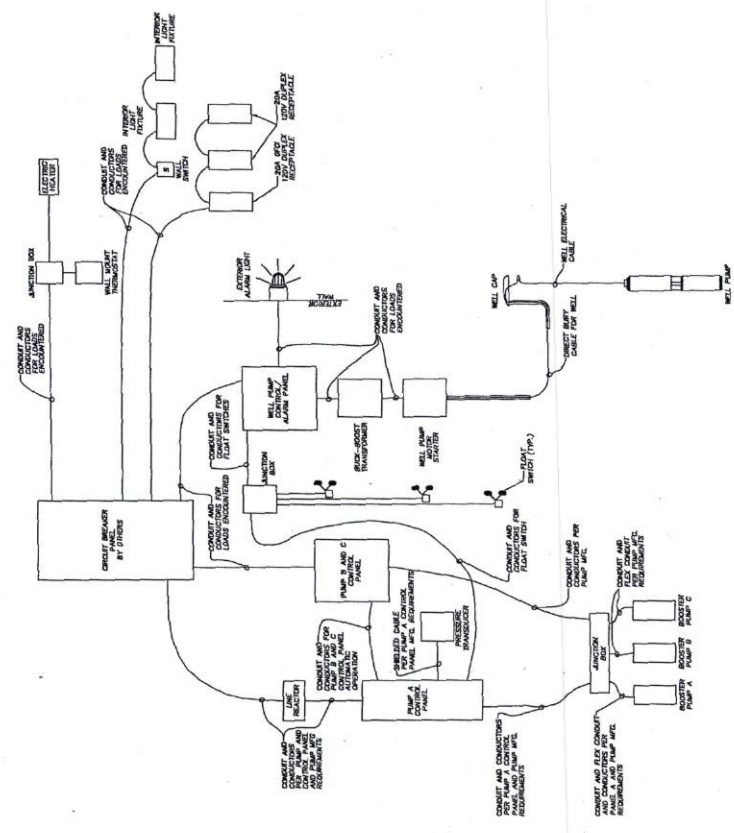 ELECTRIC
HEATER
JUNCTION BOX
WALL MOUNT
THERMOSTAT
CONDUIT AND
CONDUCTORS
FOR LOADS
ENCOUNTERED
CONDUIT AND
CONDUCTORS
FOR LOADS
ENCOUNTERED
INTERIOR
LIGHT
FIXTURE
INTERIOR
LIGHT
FIXTURE
S
WALL
SWITCH
20A
120V DUPLEX
RECEPTACLE
20A GFCI
120V DUPLEX
RECEPTACLE
CIRCUIT BREAKER
PANEL
BY OTHERS
EXTERIOR
ALARM LIGHT
EXTERIOR
WALL
CONDUIT AND
CONDUCTORS
FOR LOADS
ENCOUNTERED
WELL PUMP
CONTROL/
ALARM PANEL
BUCK-BOOST
TRANSFORMER
WELL PUMP
MOTOR
STARTER
WELL CAP
WELL ELECTRICAL
CABLE
DIRECT BURY
CABLE FOR WELL
WELL PUMP
CONDUIT AND
CONDUCTORS FOR
FLOAT SWITCHES
JUNCTION
BOX
FLOAT
SWITCH (TYP.)
CONDUIT AND
CONDUCTORS FOR
LOADS ENCOUNTERED
CONDUIT AND
CONDUCTORS FOR
FLOAT SWITCH
PUMP B AND C
CONTROL
PANEL
CONDUIT AND
CONDUCTORS PER
PUMP MFG.
CONDUIT AND
FLEX CONDUIT
PER PUMP MFG.
REQUIREMENTS
SHIELDED CABLE
PER PUMP A CONTROL
PANEL MFG. REQUIREMENTS
PRESSURE
TRANSDUCER
CONDUIT AND
CONDUCTORS FOR
PUMP B AND C
CONTROL PANEL
AUTOMATIC
OPERATION
LINE
REACTOR
PUMP A
CONTROL
PANEL
CONDUIT AND
CONDUCTORS
PER PUMP AND
CONTROL PANEL
AND PUMP MFG
REQUIREMENTS
CONDUIT AND CONDUCTORS
PER PUMP A CONTROL
PANEL AND PUMP MFG.
REQUIREMENTS
JUNCTION
BOX
BOOSTER
PUMP A
BOOSTER
PUMP B
BOOSTER
PUMP C
CONDUIT AND FLEX CONDUIT
AND CONDUCTORS PER
PANEL A AND PUMP MFG.
REQUIREMENTS